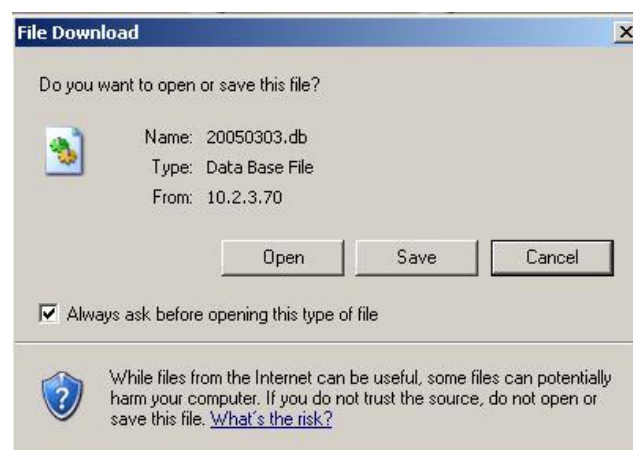 File Download
Do you want to open or save this file?
Name: 20050303.db
Type: Data Base File
From: 10.2.3.70
Open Save Cancel
Always ask before opening this type of file
While files from the Internet can be useful, some files can potentially
harm your computer. If you do not trust the source, do not open or
save this file. What's the risk?